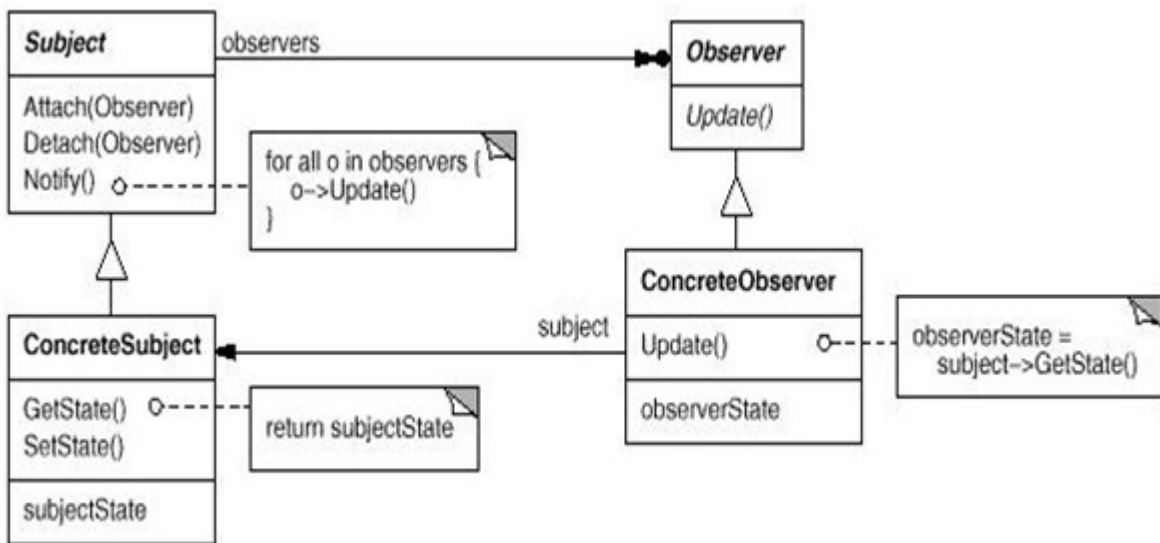 Subject
observers
Observer
Attach(Observer)
Detach(Observer)
Notify()
for all o in observers {
o->Update()
}
Update()
ConcreteSubject
GetState()
SetState()
subjectState
return subjectState
subject
ConcreteObserver
Update()
observerState
observerState =
subject->GetState()